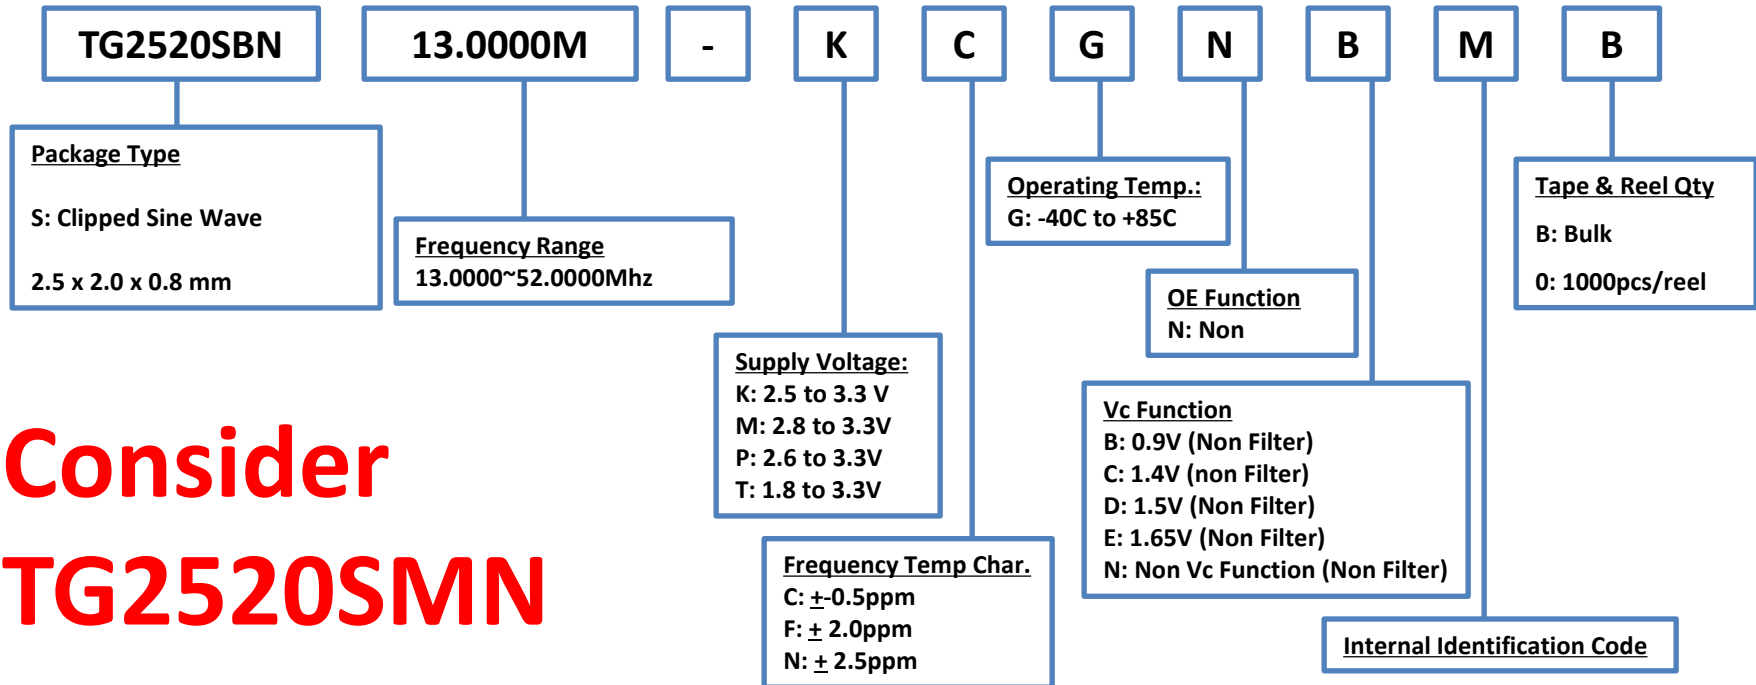 TG2520SBN 13.0000M - K C G N B M B
Package Type
S: Clipped Sine Wave
2.5 x 2.0 x 0.8 mm
Frequency Range
13.0000~52.0000Mhz
Supply Voltage:
K: 2.5 to 3.3 V
M: 2.8 to 3.3V
P: 2.6 to 3.3V
T: 1.8 to 3.3V
Frequency Temp Char.
C: +-0.5ppm
F: + 2.0ppm
N: + 2.5ppm
Operating Temp.:
G: -40C to +85C
OE Function
N: Non
Vc Function
B: 0.9V (Non Filter)
C: 1.4V (non Filter)
D: 1.5V (Non Filter)
E: 1.65V (Non Filter)
N: Non Vc Function (Non Filter)
Internal Identification Code
Tape & Reel Qty
B: Bulk
0: 1000pcs/reel
Consider
TG2520SMN